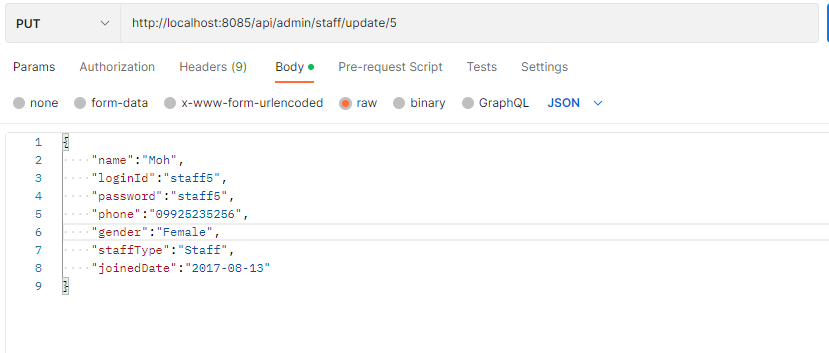 PUT http://localhost:8085/api/admin/staff/update/5
Params Authorization Headers (9) Body Pre-request Script Tests Settings
none form-data x-www-form-urlencoded raw binary GraphQL JSON
1 {
2 "name":"Moh",
3 "loginId":"staff5",
4 "password":"staff5",
5 "phone":"09925235256",
6 "gender":"Female",
7 "staffType":"Staff",
8 "joinedDate":"2017-08-13"
9 }